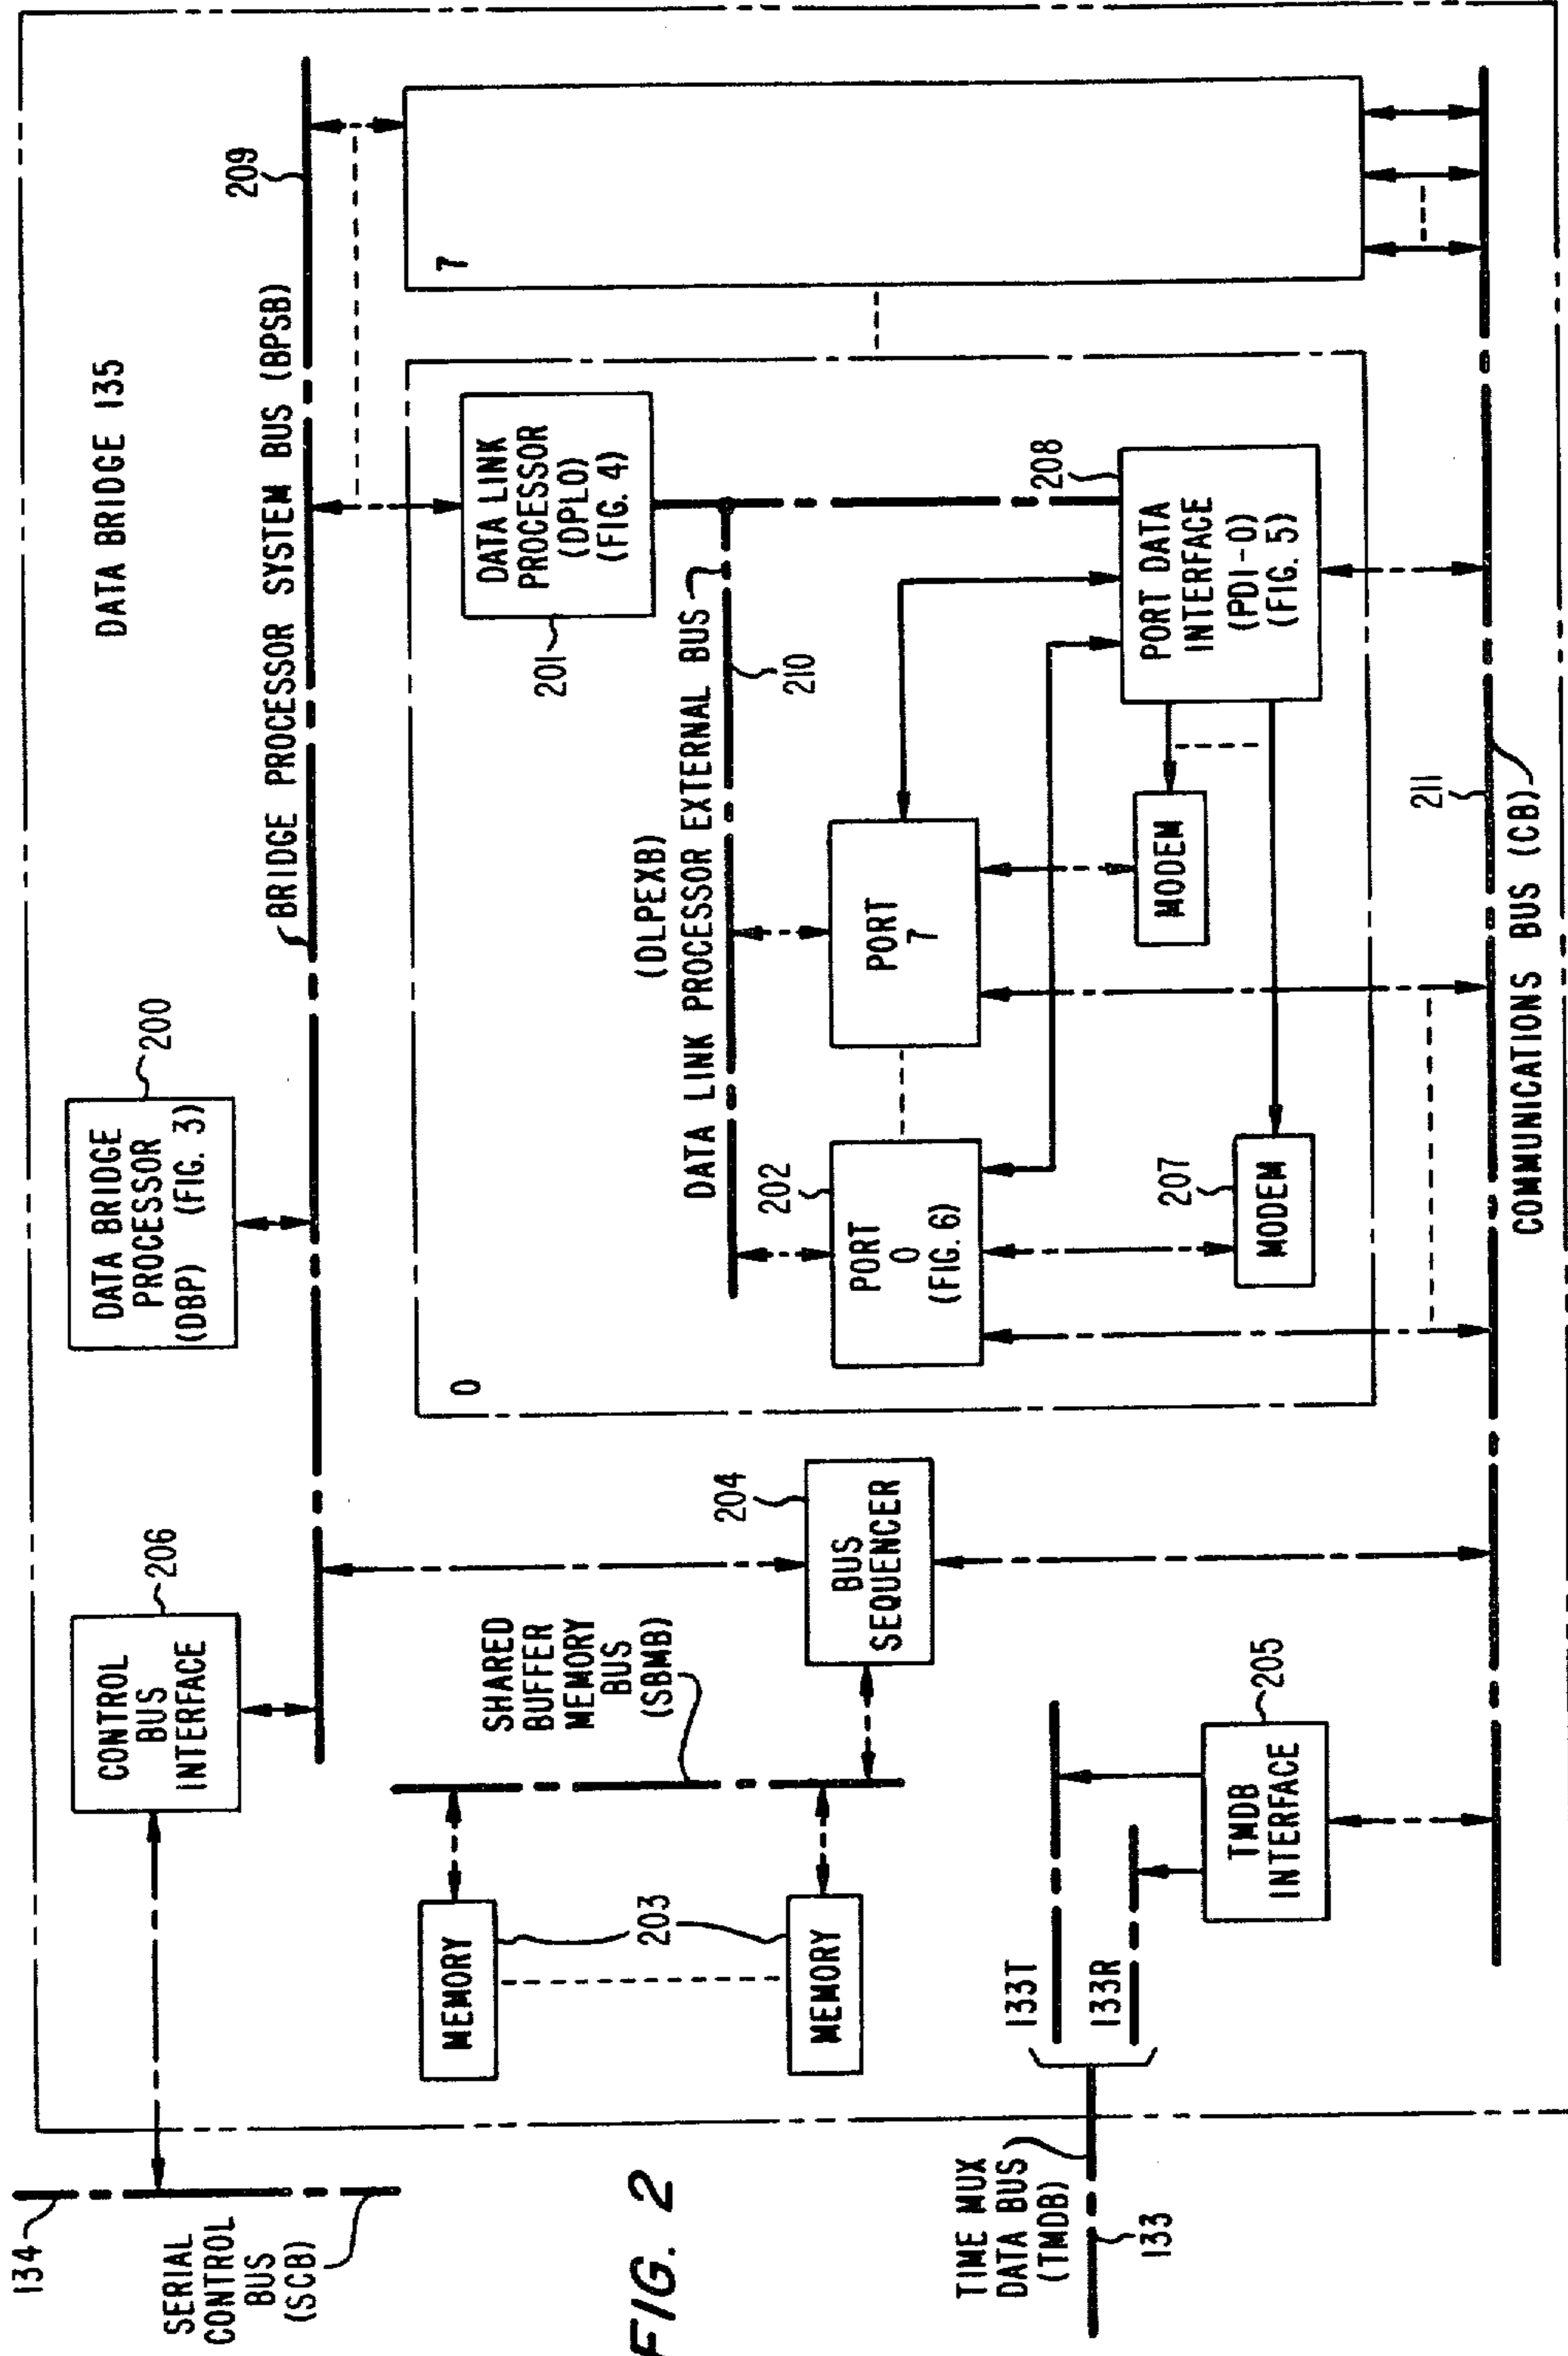 DATA BRIDGE 135
134
SERIAL
CONTROL
BUS
(SCB)
CONTROL
BUS
INTERFACE
206
DATA BRIDGE
PROCESSOR
(DBP) (FIG. 3)
200
BRIDGE PROCESSOR SYSTEM BUS (BPSB)
209
MEMORY
203
MEMORY
SHARED
BUFFER
MEMORY
BUS
(SBMB)
204
BUS
SEQUENCER
0
DATA LINK
PROCESSOR
(DPLO)
(FIG. 4)
201
(DLPEXB)
DATA LINK PROCESSOR EXTERNAL BUS
210
202
PORT
0
(FIG. 6)
PORT
7
207
MODEM
MODEM
208
PORT DATA
INTERFACE
(PDI-0)
(FIG. 5)
7
FIG. 2
TIME MUX
DATA BUS
(TMDB)
133
133T
133R
TMDB
INTERFACE
205
211
COMMUNICATIONS BUS (CB)